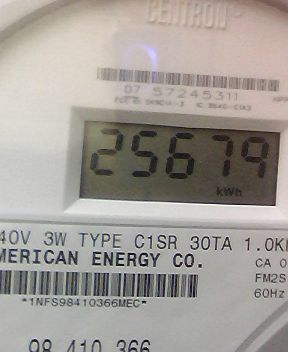 CENTRON
07 57245311
25679
kWh
40V 3W TYPE C1SR 30TA 1.0K
MERICAN ENERGY CO.
CA 0
FM2S
60Hz
*1NFS98410366MEC*
98 410 366